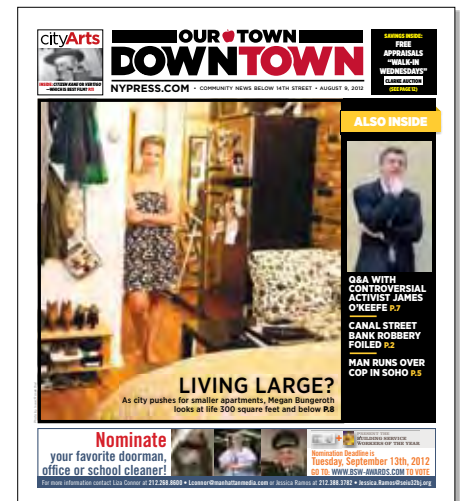 cityArts
INSIDE: CITIZEN KANE OR VERTIGO
—WHICH IS BEST FILM? P.13
OUR TOWN
DOWNTOWN
NYPRESS.COM • COMMUNITY NEWS BELOW 14TH STREET • AUGUST 9, 2012
SAVINGS INSIDE:
FREE
APPRAISALS
"WALK-IN
WEDNESDAYS"
CLARKE AUCTION
(SEE PAGE 12)
ALSO INSIDE
Q&A WITH
CONTROVERSIAL
ACTIVIST JAMES
O'KEEFE P.7
CANAL STREET
BANK ROBBERY
FOILED P.2
MAN RUNS OVER
COP IN SOHO P.5
LIVING LARGE?
As city pushes for smaller apartments, Megan Bungeroth
looks at life 300 square feet and below P.8
Nominate
your favorite doorman,
office or school cleaner!
PRESENT THE
BUILDING SERVICE
WORKERS OF THE YEAR
Nomination Deadline is
Tuesday, September 13th, 2012
GO TO: WWW.BSW-AWARDS.COM TO VOTE
For more information contact Liza Conner at 212.268.8600 • Lconnor@manhattanmedia.com or Jessica Ramos at 212.388.3782 • Jessica.Ramos@seiu32bj.org